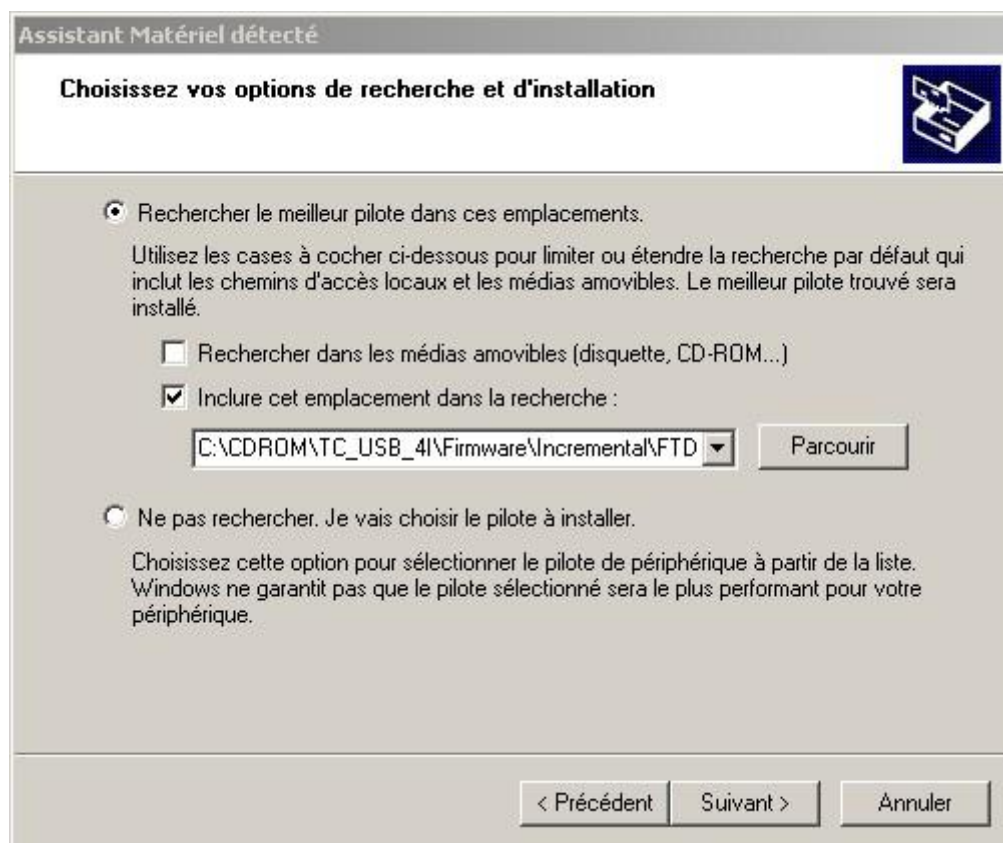 Assistant Matériel détecté
Choisissez vos options de recherche et d'installation
Rechercher le meilleur pilote dans ces emplacements.
Utilisez les cases à cocher ci-dessous pour limiter ou étendre la recherche par défaut qui
inclut les chemins d'accès locaux et les médias amovibles. Le meilleur pilote trouvé sera
installé.
Rechercher dans les médias amovibles (disquette, CD-ROM...)
Inclure cet emplacement dans la recherche :
C:\CDROM\TC_USB_4I\Firmware\Incremental\FTD
Parcourir
Ne pas rechercher. Je vais choisir le pilote à installer.
Choisissez cette option pour sélectionner le pilote de périphérique à partir de la liste.
Windows ne garantit pas que le pilote sélectionné sera le plus performant pour votre
périphérique.
< Précédent Suivant > Annuler